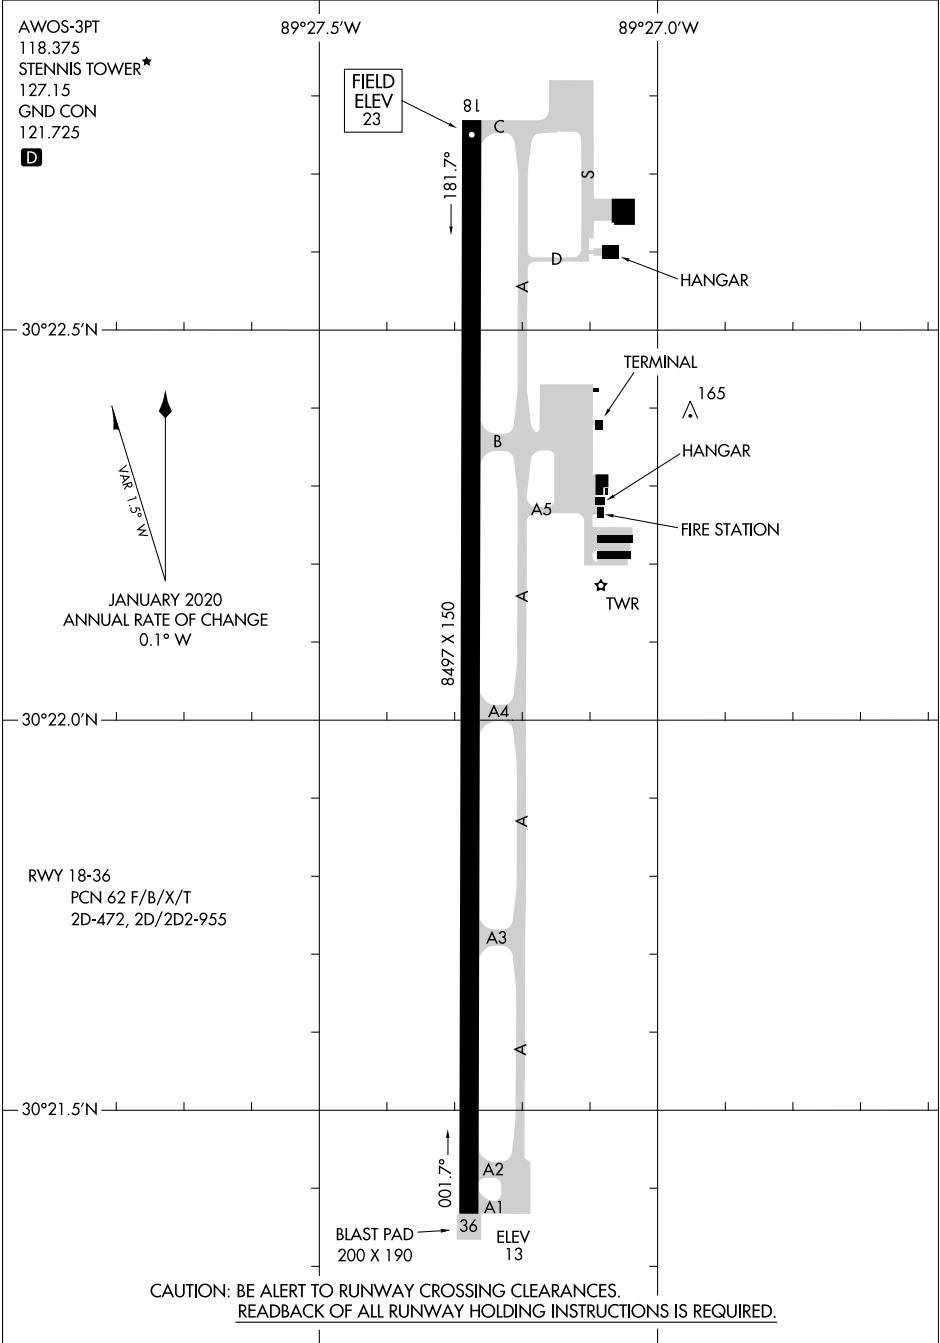 AWOS-3PT
118.375
STENNIS TOWER★
127.15
GND CON
121.725
D
89°27.5'W
89°27.0'W
FIELD
ELEV
23
18
C
181.7°
S
D
A
HANGAR
30°22.5'N
TERMINAL
165
B
HANGAR
A5
FIRE STATION
VAR 1.5° W
JANUARY 2020
ANNUAL RATE OF CHANGE
0.1° W
A
TWR
8497 X 150
30°22.0'N
A4
A
RWY 18-36
PCN 62 F/B/X/T
2D-472, 2D/2D2-955
A3
A
30°21.5'N
001.7°
A2
A1
36
BLAST PAD
200 X 190
ELEV
13
CAUTION: BE ALERT TO RUNWAY CROSSING CLEARANCES.
READBACK OF ALL RUNWAY HOLDING INSTRUCTIONS IS REQUIRED.